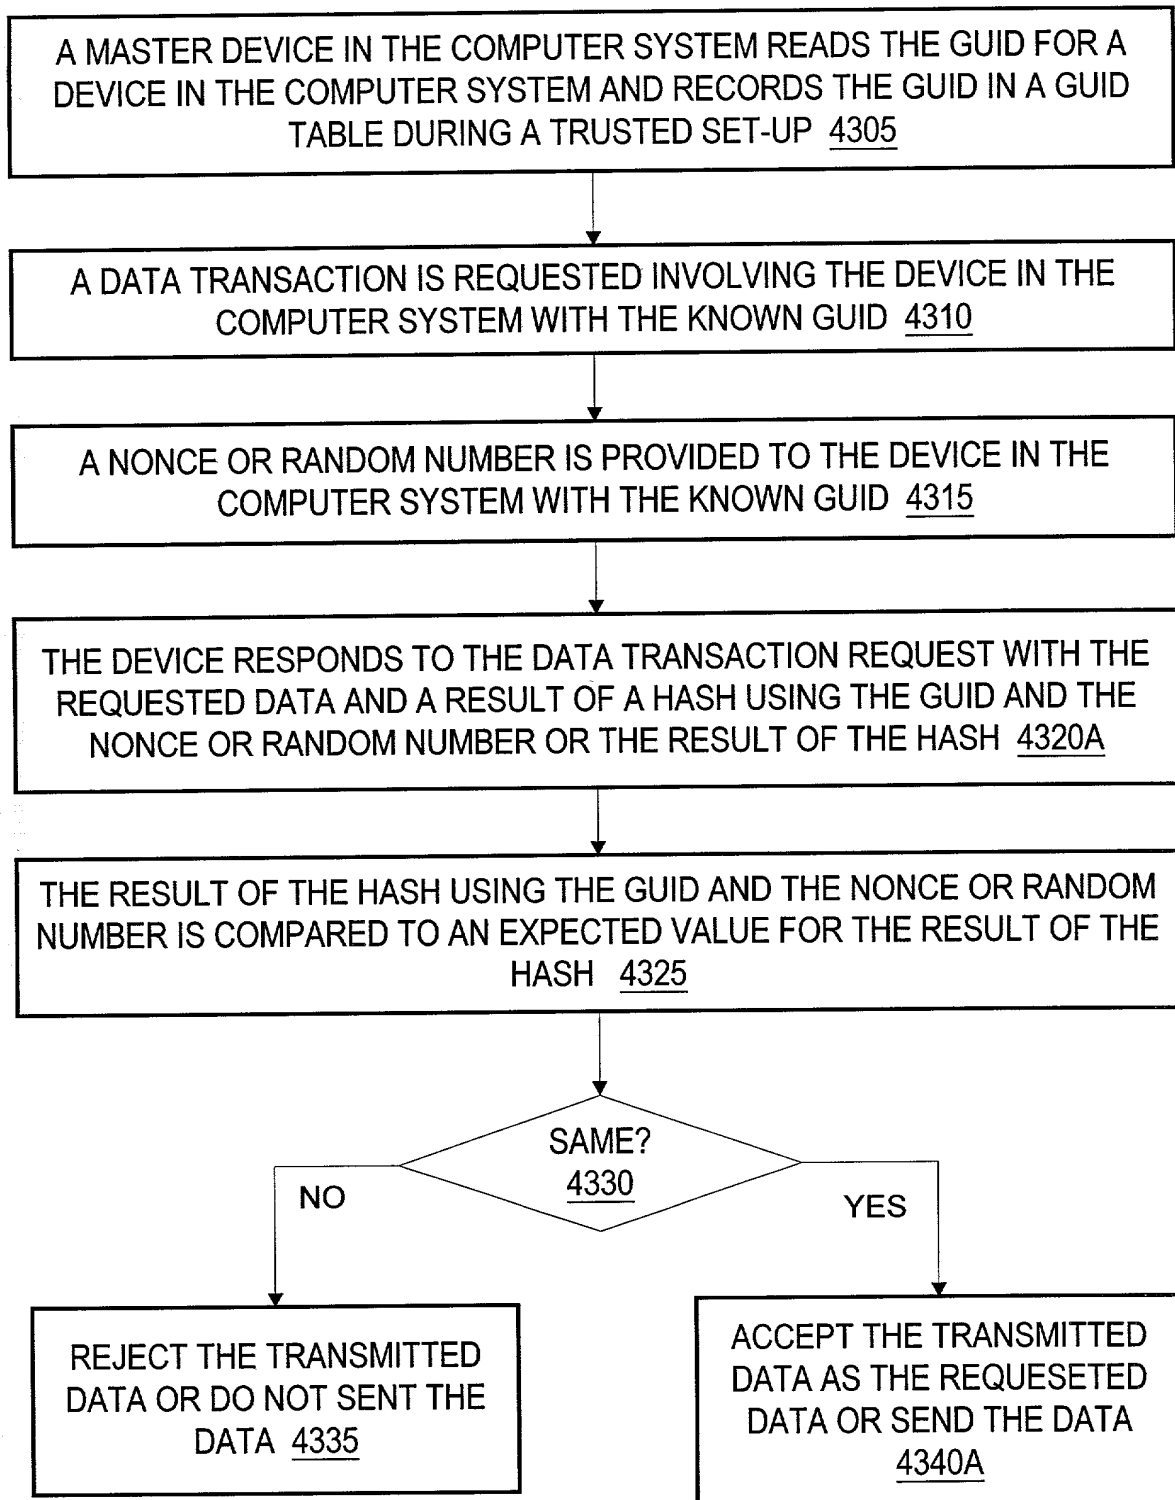 A MASTER DEVICE IN THE COMPUTER SYSTEM READS THE GUID FOR A
DEVICE IN THE COMPUTER SYSTEM AND RECORDS THE GUID IN A GUID
TABLE DURING A TRUSTED SET-UP 4305
A DATA TRANSACTION IS REQUESTED INVOLVING THE DEVICE IN THE
COMPUTER SYSTEM WITH THE KNOWN GUID 4310
A NONCE OR RANDOM NUMBER IS PROVIDED TO THE DEVICE IN THE
COMPUTER SYSTEM WITH THE KNOWN GUID 4315
THE DEVICE RESPONDS TO THE DATA TRANSACTION REQUEST WITH THE
REQUESTED DATA AND A RESULT OF A HASH USING THE GUID AND THE
NONCE OR RANDOM NUMBER OR THE RESULT OF THE HASH 4320A
THE RESULT OF THE HASH USING THE GUID AND THE NONCE OR RANDOM
NUMBER IS COMPARED TO AN EXPECTED VALUE FOR THE RESULT OF THE
HASH 4325
SAME?
4330
NO
YES
REJECT THE TRANSMITTED
DATA OR DO NOT SENT THE
DATA 4335
ACCEPT THE TRANSMITTED
DATA AS THE REQUESETED
DATA OR SEND THE DATA
4340A